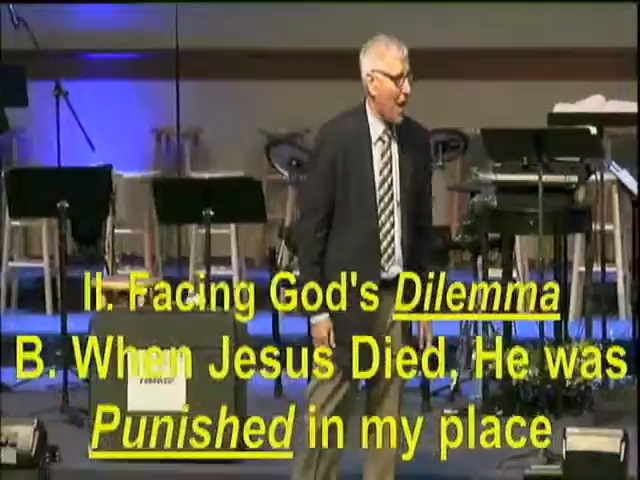 II. Facing God's Dilemma
B. When Jesus Died, He was
Punished in my place